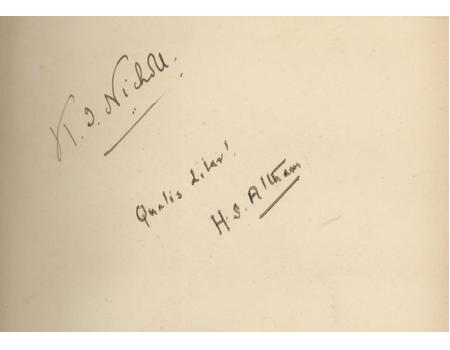 K. I. Nicholl.
Qualis Liber!
H. S. Altham